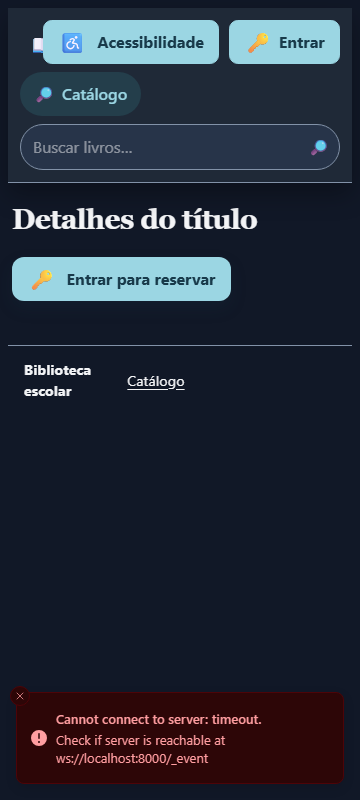 Acessibilidade
Entrar
Catálogo
Buscar livros...
Detalhes do título
Entrar para reservar
Biblioteca
escolar
Catálogo
Cannot connect to server: timeout.
Check if server is reachable at
ws://localhost:8000/_event